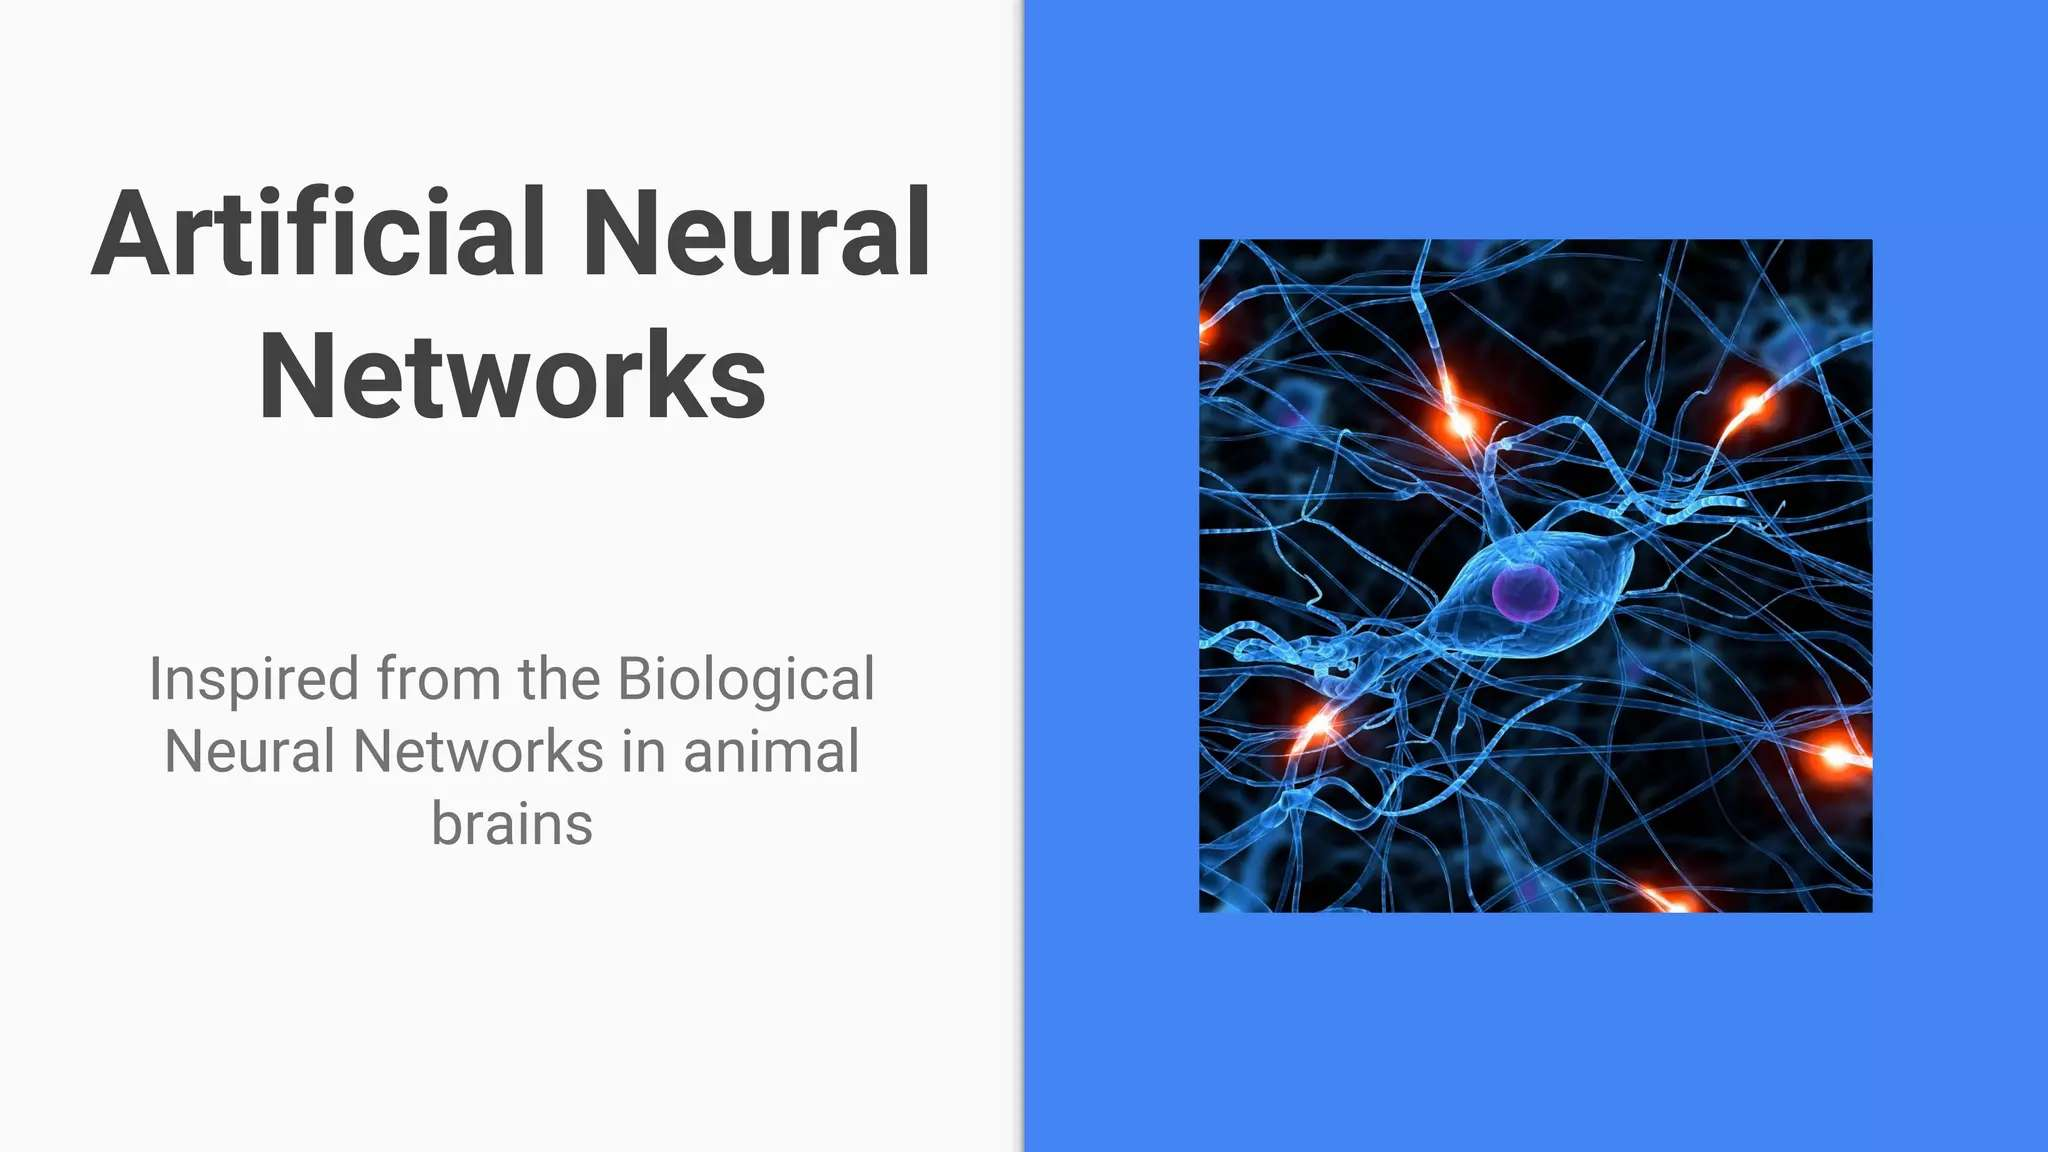 Artificial Neural
Networks
Inspired from the Biological
Neural Networks in animal
brains